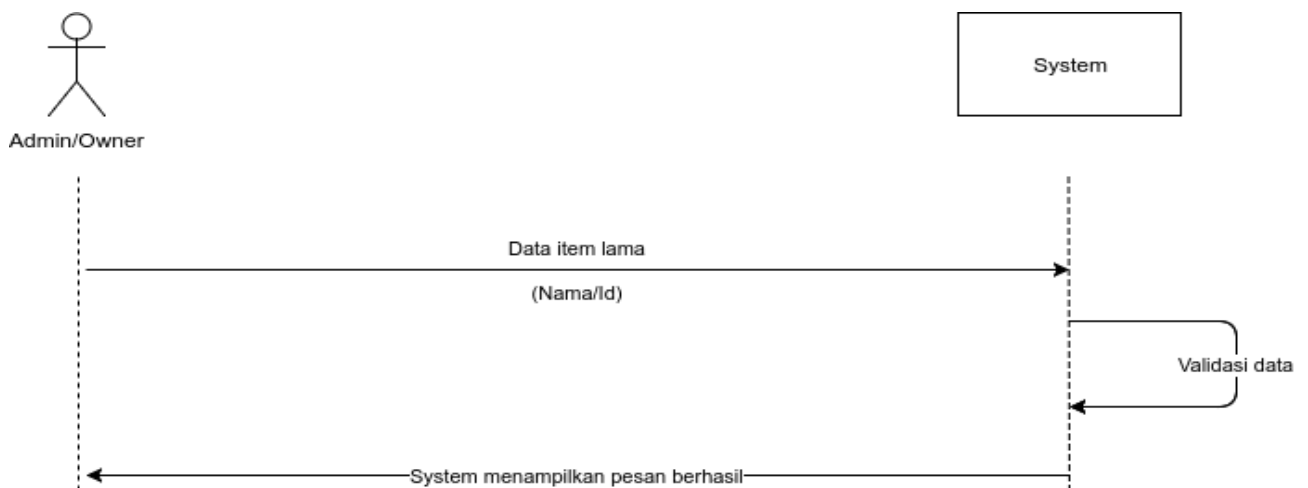 System
Admin/Owner
Data item lama
(Nama/Id)
Validasi data
System menampilkan pesan berhasil